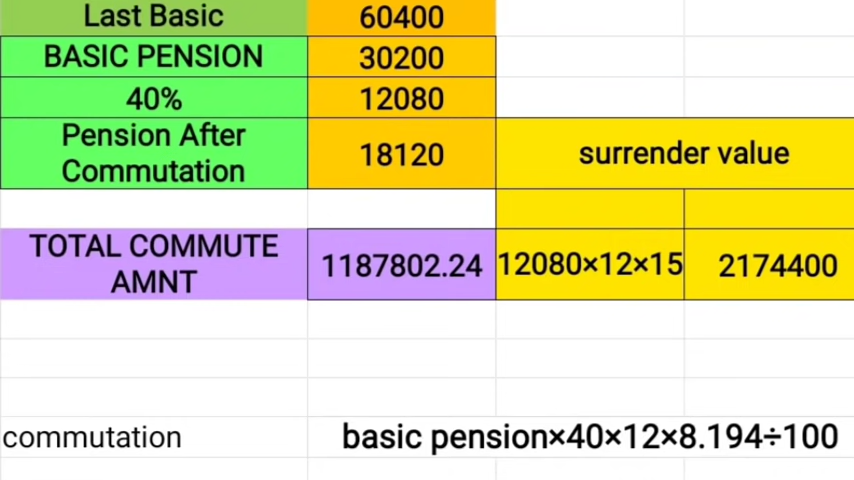 Last Basic 60400
BASIC PENSION 30200
40% 12080
Pension After
Commutation
18120
surrender value
TOTAL COMMUTE
AMNT
1187802.24 12080×12×15 2174400
commutation basic pension×40×12×8.194÷100